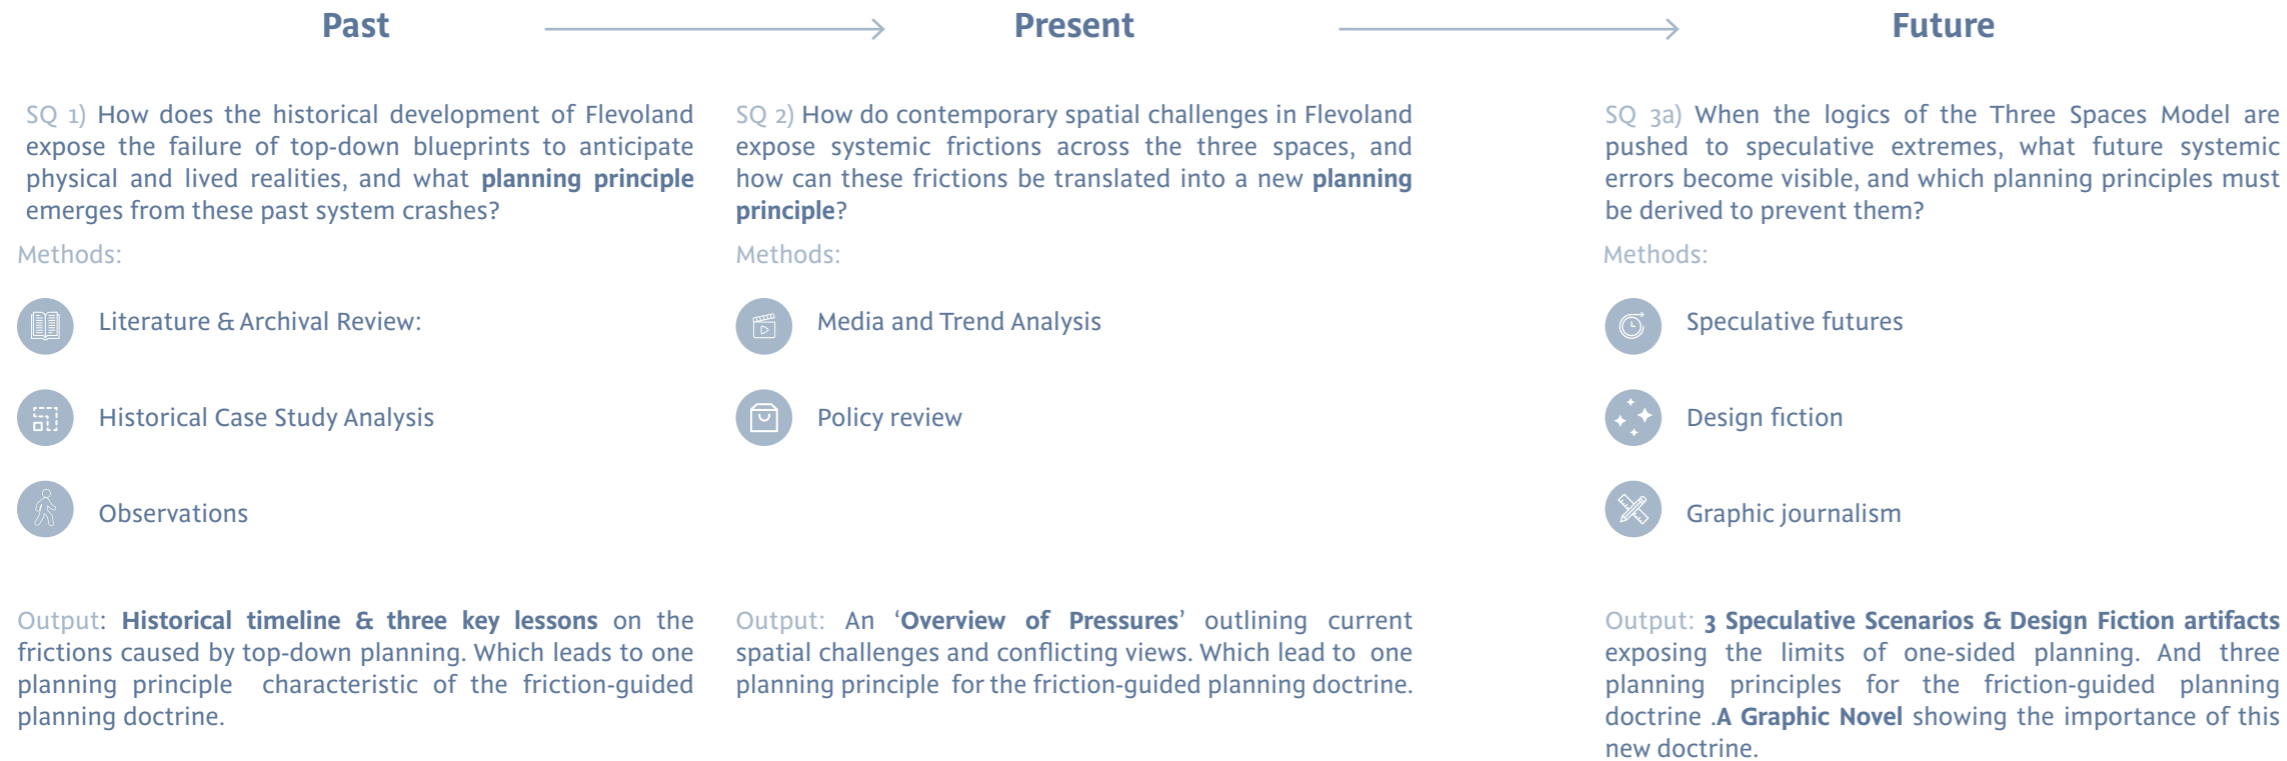 Past
Present
Future
SQ 1) How does the historical development of Flevoland
expose the failure of top-down blueprints to anticipate
physical and lived realities, and what planning principle
emerges from these past system crashes?
Methods:
Literature & Archival Review:
Historical Case Study Analysis
Observations
Output: Historical timeline & three key lessons on the
frictions caused by top-down planning. Which leads to one
planning principle characteristic of the friction-guided
planning doctrine.
SQ 2) How do contemporary spatial challenges in Flevoland
expose systemic frictions across the three spaces, and
how can these frictions be translated into a new planning
principle?
Methods:
Media and Trend Analysis
Policy review
Output: An ‘Overview of Pressures’ outlining current
spatial challenges and conflicting views. Which lead to one
planning principle for the friction-guided planning doctrine.
SQ 3a) When the logics of the Three Spaces Model are
pushed to speculative extremes, what future systemic
errors become visible, and which planning principles must
be derived to prevent them?
Methods:
Speculative futures
Design fiction
Graphic journalism
Output: 3 Speculative Scenarios & Design Fiction artifacts
exposing the limits of one-sided planning. And three
planning principles for the friction-guided planning
doctrine .A Graphic Novel showing the importance of this
new doctrine.